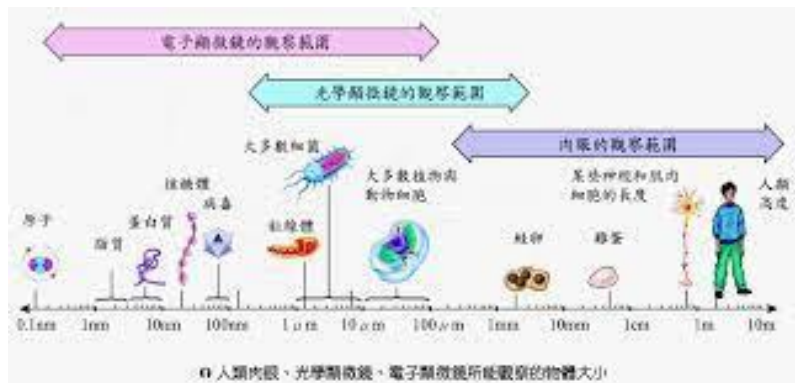 電子顯微鏡的觀察範圍
光學顯微鏡的觀察範圍
肉眼的觀察範圍
大多數細菌
核糖體
病毒
大多數植物與
動物細胞
某些神經和肌肉
細胞的長度
人類
高度
原子
脂質
蛋白質
粒線體
蛙卵
雞蛋
0.1nm 1nm 10nm 100nm 1μm 10μm 100μm 1mm 10mm 1cm 1m 10m
人類肉眼、光學顯微鏡、電子顯微鏡所能觀察的物體大小